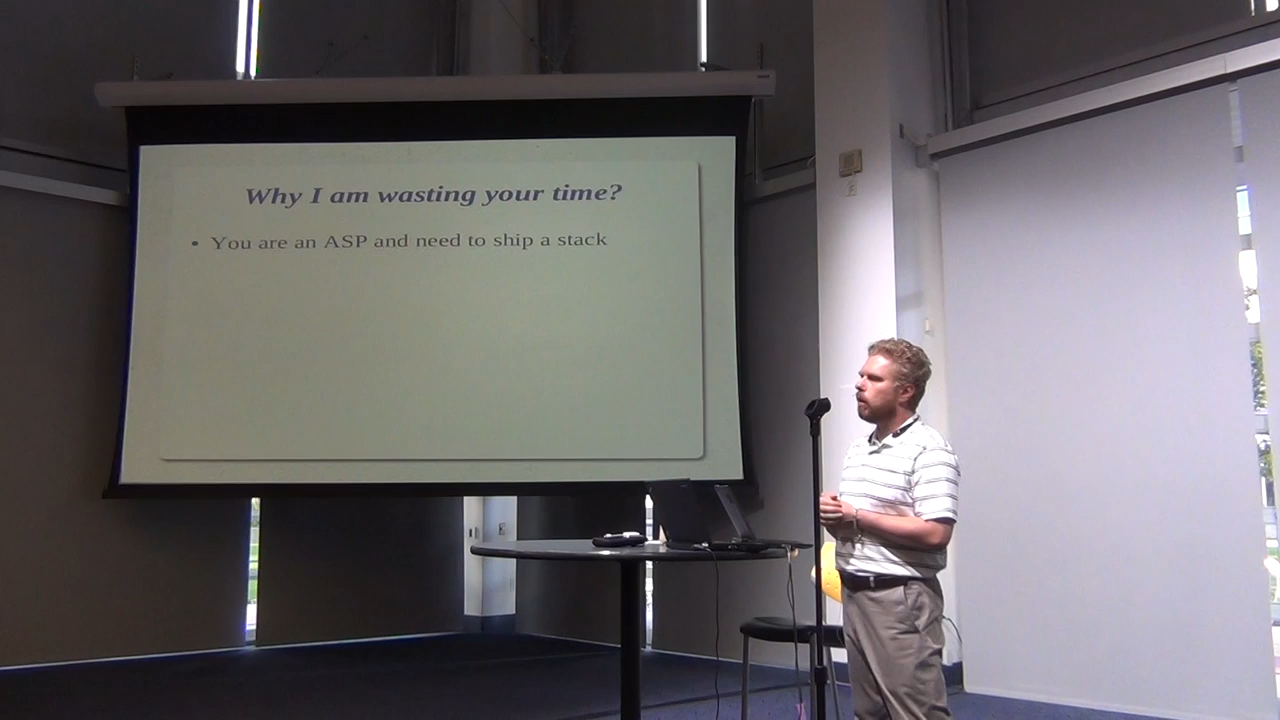 Why I am wasting your time?
• You are an ASP and need to ship a stack